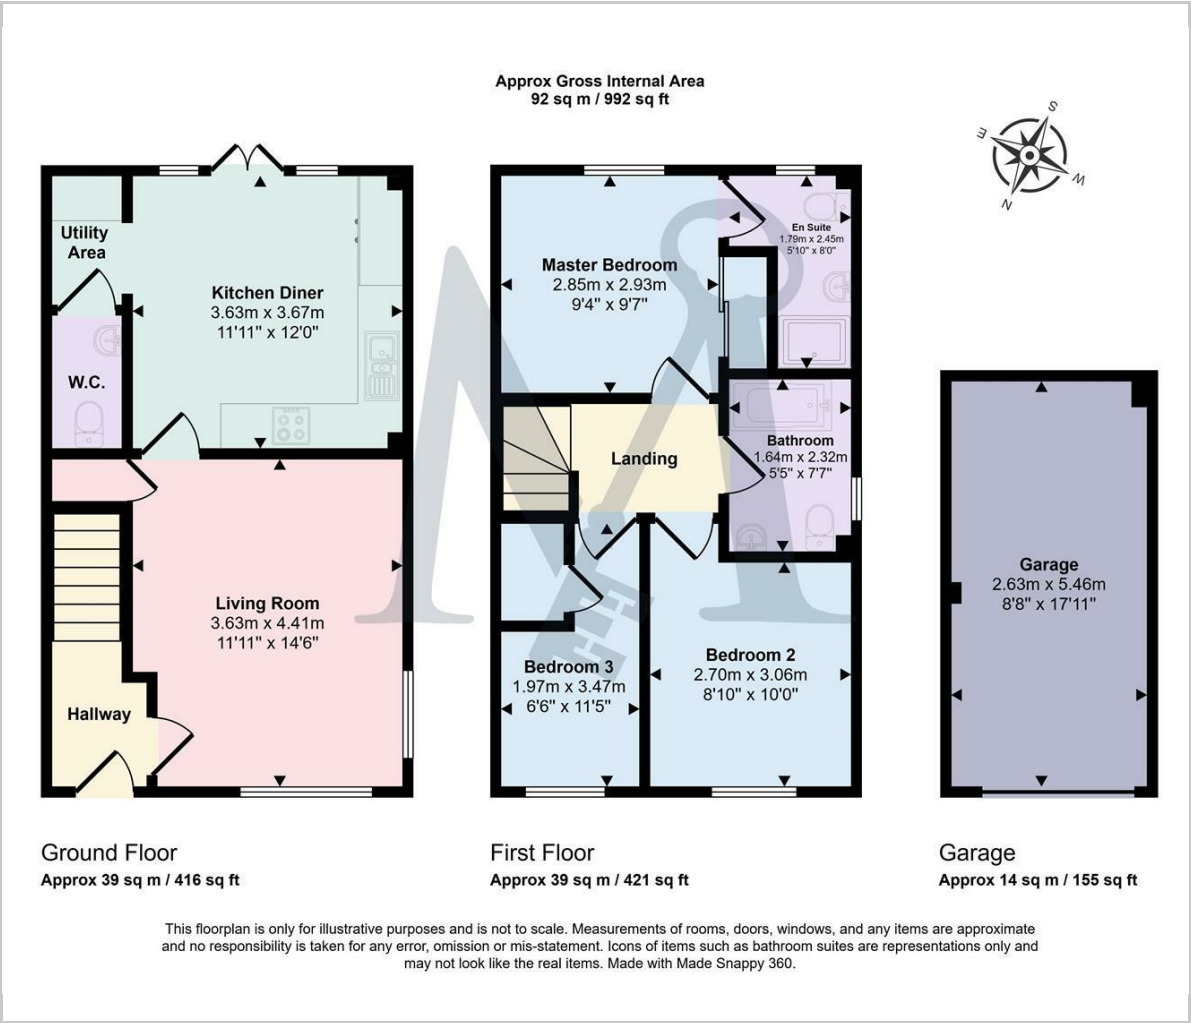 Approx Gross Internal Area
92 sq m / 992 sq ft
S
E
W
N
Utility
Area
Kitchen Diner
3.63m x 3.67m
11'11" x 12'0"
W.C.
Living Room
3.63m x 4.41m
11'11" x 14'6"
Hallway
Master Bedroom
2.85m x 2.93m
9'4" x 9'7"
En Suite
1.79m x 2.45m
5'10" x 8'0"
Bathroom
1.64m x 2.32m
5'5" x 7'7"
Landing
Bedroom 3
1.97m x 3.47m
6'6" x 11'5"
Bedroom 2
2.70m x 3.06m
8'10" x 10'0"
Garage
2.63m x 5.46m
8'8" x 17'11"
Ground Floor
Approx 39 sq m / 416 sq ft
First Floor
Approx 39 sq m / 421 sq ft
Garage
Approx 14 sq m / 155 sq ft
This floorplan is only for illustrative purposes and is not to scale. Measurements of rooms, doors, windows, and any items are approximate
and no responsibility is taken for any error, omission or mis-statement. Icons of items such as bathroom suites are representations only and
may not look like the real items. Made with Made Snappy 360.